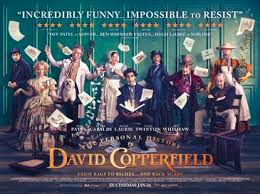 "INCREDIBLY FUNNY. IMPOSSIBLE TO RESIST"
PATEL CAPALDI LAURIE SWINTON WHISHAW
THE PERSONAL HISTORY
OF
DAVID COPPERFIELD
FROM RAGS TO RICHES... AND BACK AGAIN
IN CINEMAS JAN